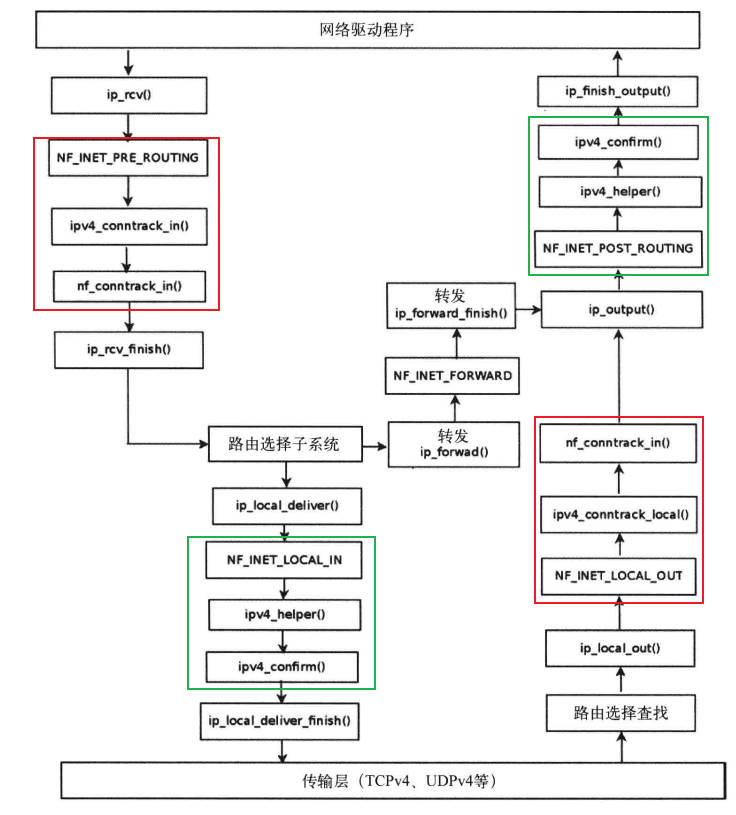 网络驱动程序
ip_rcv()
NF_INET_PRE_ROUTING
ipv4_conntrack_in()
nf_conntrack_in()
ip_rcv_finish()
路由选择子系统
转发
ip_forwad()
NF_INET_FORWARD
转发
ip_forward_finish()
ip_local_deliver()
NF_INET_LOCAL_IN
ipv4_helper()
ipv4_confirm()
ip_local_deliver_finish()
传输层（TCPv4、UDPv4等）
路由选择查找
ip_local_out()
NF_INET_LOCAL_OUT
ipv4_conntrack_local()
nf_conntrack_in()
ip_output()
NF_INET_POST_ROUTING
ipv4_helper()
ipv4_confirm()
ip_finish_output()